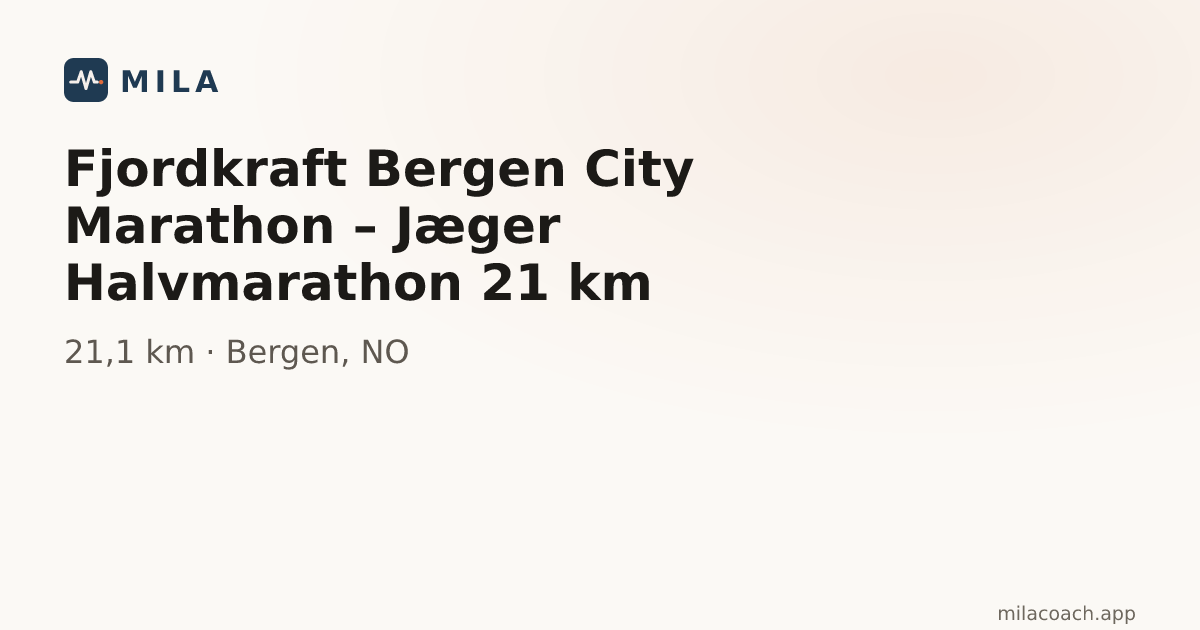 MILA
Fjordkraft Bergen City
Marathon – Jæger
Halvmarathon 21 km
21,1 km · Bergen, NO
milacoach.app